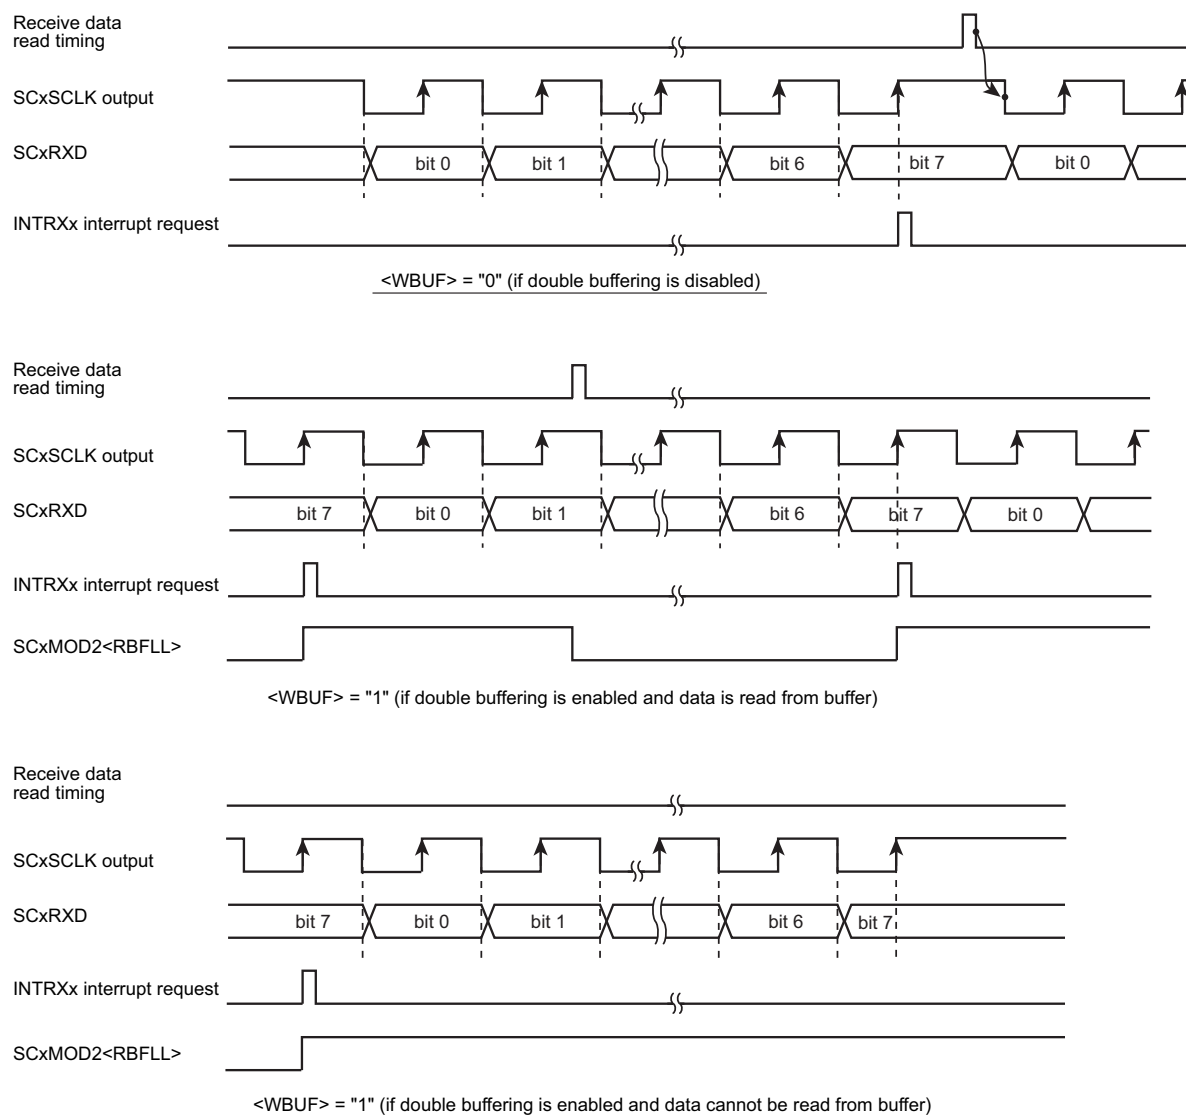 Receive data
read timing
SCxSCLK output
SCxRXD
bit 0
bit 1
bit 6
bit 7
bit 0
INTRXx interrupt request
<WBUF> = "0" (if double buffering is disabled)
Receive data
read timing
SCxSCLK output
SCxRXD
bit 7
bit 0
bit 1
bit 6
bit 7
bit 0
INTRXx interrupt request
SCxMOD2<RBFLL>
<WBUF> = "1" (if double buffering is enabled and data is read from buffer)
Receive data
read timing
SCxSCLK output
SCxRXD
bit 7
bit 0
bit 1
bit 6
bit 7
INTRXx interrupt request
SCxMOD2<RBFLL>
<WBUF> = "1" (if double buffering is enabled and data cannot be read from buffer)